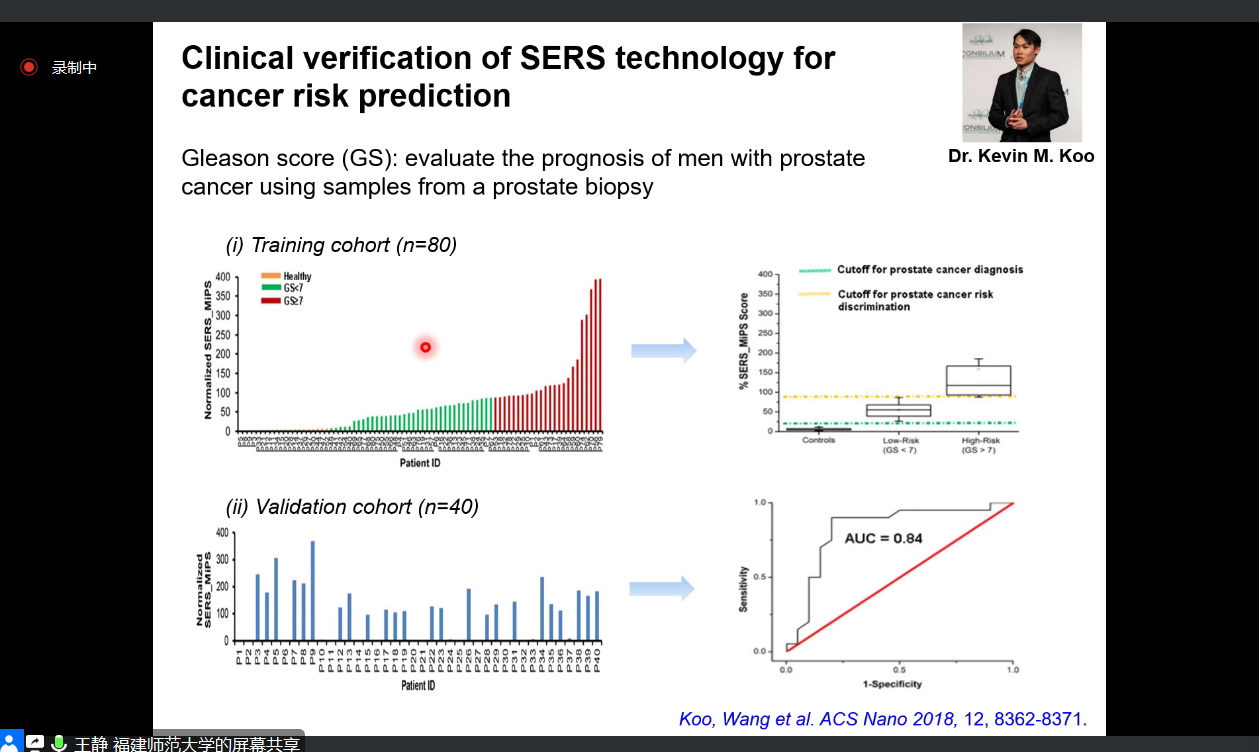 录制中
Clinical verification of SERS technology for
cancer risk prediction
Dr. Kevin M. Koo
Gleason score (GS): evaluate the prognosis of men with prostate
cancer using samples from a prostate biopsy
(i) Training cohort (n=80)
Normalized SERS_MiPS
400
350
300
250
200
150
100
50
0
Healthy
GS<7
GS≥7
Patient ID
% SERS_MiPS Score
400
350
300
250
200
150
100
50
0
Cutoff for prostate cancer diagnosis
Cutoff for prostate cancer risk
discrimination
Controls
Low-Risk
(GS < 7)
High-Risk
(GS > 7)
(ii) Validation cohort (n=40)
Normalized
SERS_MiPS
400
300
200
100
0
P1 P2 P3 P4 P5 P6 P7 P8 P9 P10 P11 P12 P13 P14 P15 P16 P17 P18 P19 P20 P21 P22 P23 P24 P25 P26 P27 P28 P29 P30 P31 P32 P33 P34 P35 P36 P37 P38 P39 P40
Patient ID
Sensitivity
1.0
0.5
0.0
AUC = 0.84
0.0 0.5 1.0
1-Specificity
Koo, Wang et al. ACS Nano 2018, 12, 8362-8371.
王静 福建师范大学的屏幕共享